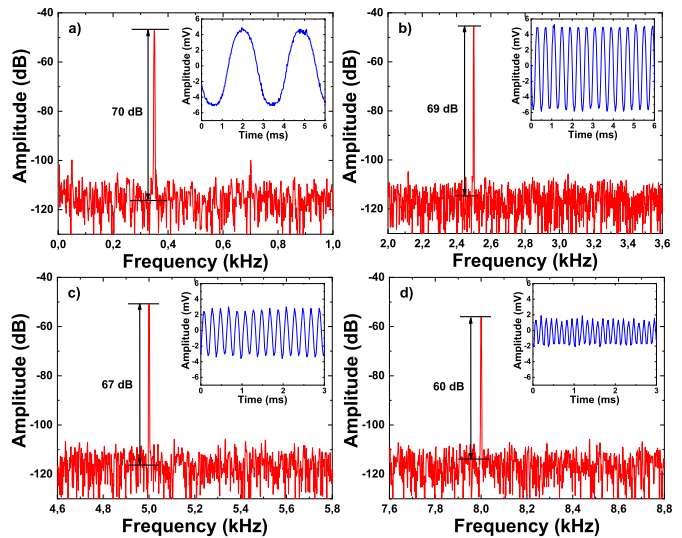 a)
70 dB
Amplitude (dB)
-40
-60
-80
-100
-120
0,0 0,2 0,4 0,6 0,8 1,0
Frequency (kHz)
Amplitude (mV)
6
4
2
0
-2
-4
-6
0 1 2 3 4 5 6
Time (ms)
b)
69 dB
Amplitude (dB)
-40
-60
-80
-100
-120
2,0 2,2 2,4 2,6 2,8 3,0 3,2 3,4 3,6
Frequency (kHz)
Amplitude (mV)
6
4
2
0
-2
-4
-6
0 1 2 3 4 5 6
Time (ms)
c)
67 dB
Amplitude (dB)
-40
-60
-80
-100
-120
4,6 4,8 5,0 5,2 5,4 5,6 5,8
Frequency (kHz)
Amplitude (mV)
6
4
2
0
-2
-4
-6
0 1 2 3
Time (ms)
d)
60 dB
Amplitude (dB)
-40
-60
-80
-100
-120
7,6 7,8 8,0 8,2 8,4 8,6 8,8
Frequency (kHz)
Amplitude (mV)
6
4
2
0
-2
-4
-6
0 1 2 3
Time (ms)